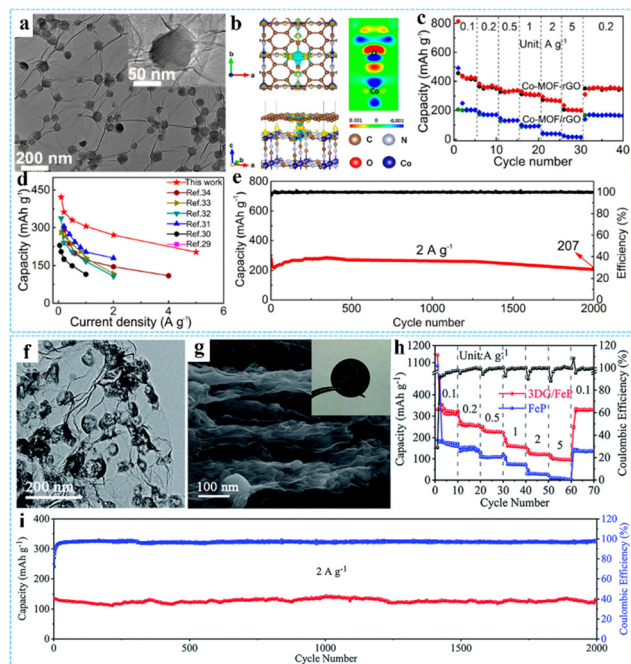 a
50 nm
200 nm
b
b
a
c
a
O
Co
0.001 0 -0.001
C N
O Co
c
Capacity (mAh g⁻¹)
800
600
400
200
0
0.1 0.2 0.5 1 2 5 0.2
Unit: A g⁻¹
Co-MOF-rGO
Co-MOF/rGO
0 10 20 30 40
Cycle number
d
Capacity (mAh g⁻¹)
450
300
150
0
This work
Ref.34
Ref.33
Ref.32
Ref.31
Ref.30
Ref.29
0 2 4 6
Current density (A g⁻¹)
e
Capacity (mAh g⁻¹)
800
600
400
200
0
2 A g⁻¹
207
100
80
60
40
20
0
Efficiency (%)
0 500 1000 1500 2000
Cycle number
f
200 nm
g
100 nm
h
Capacity (mAh g⁻¹)
1100
400
300
200
100
0
Unit:A g⁻¹
0.1
0.2
0.5
1
2
5
0.1
3DG/FeP
FeP
120
100
80
60
40
20
0
Coulombic Efficiency (%)
0 10 20 30 40 50 60 70
Cycle Number
i
Capacity (mAh g⁻¹)
400
300
200
100
0
2 A g⁻¹
120
100
80
60
40
20
0
Coulombic Efficiency (%)
0 500 1000 1500 2000
Cycle Number